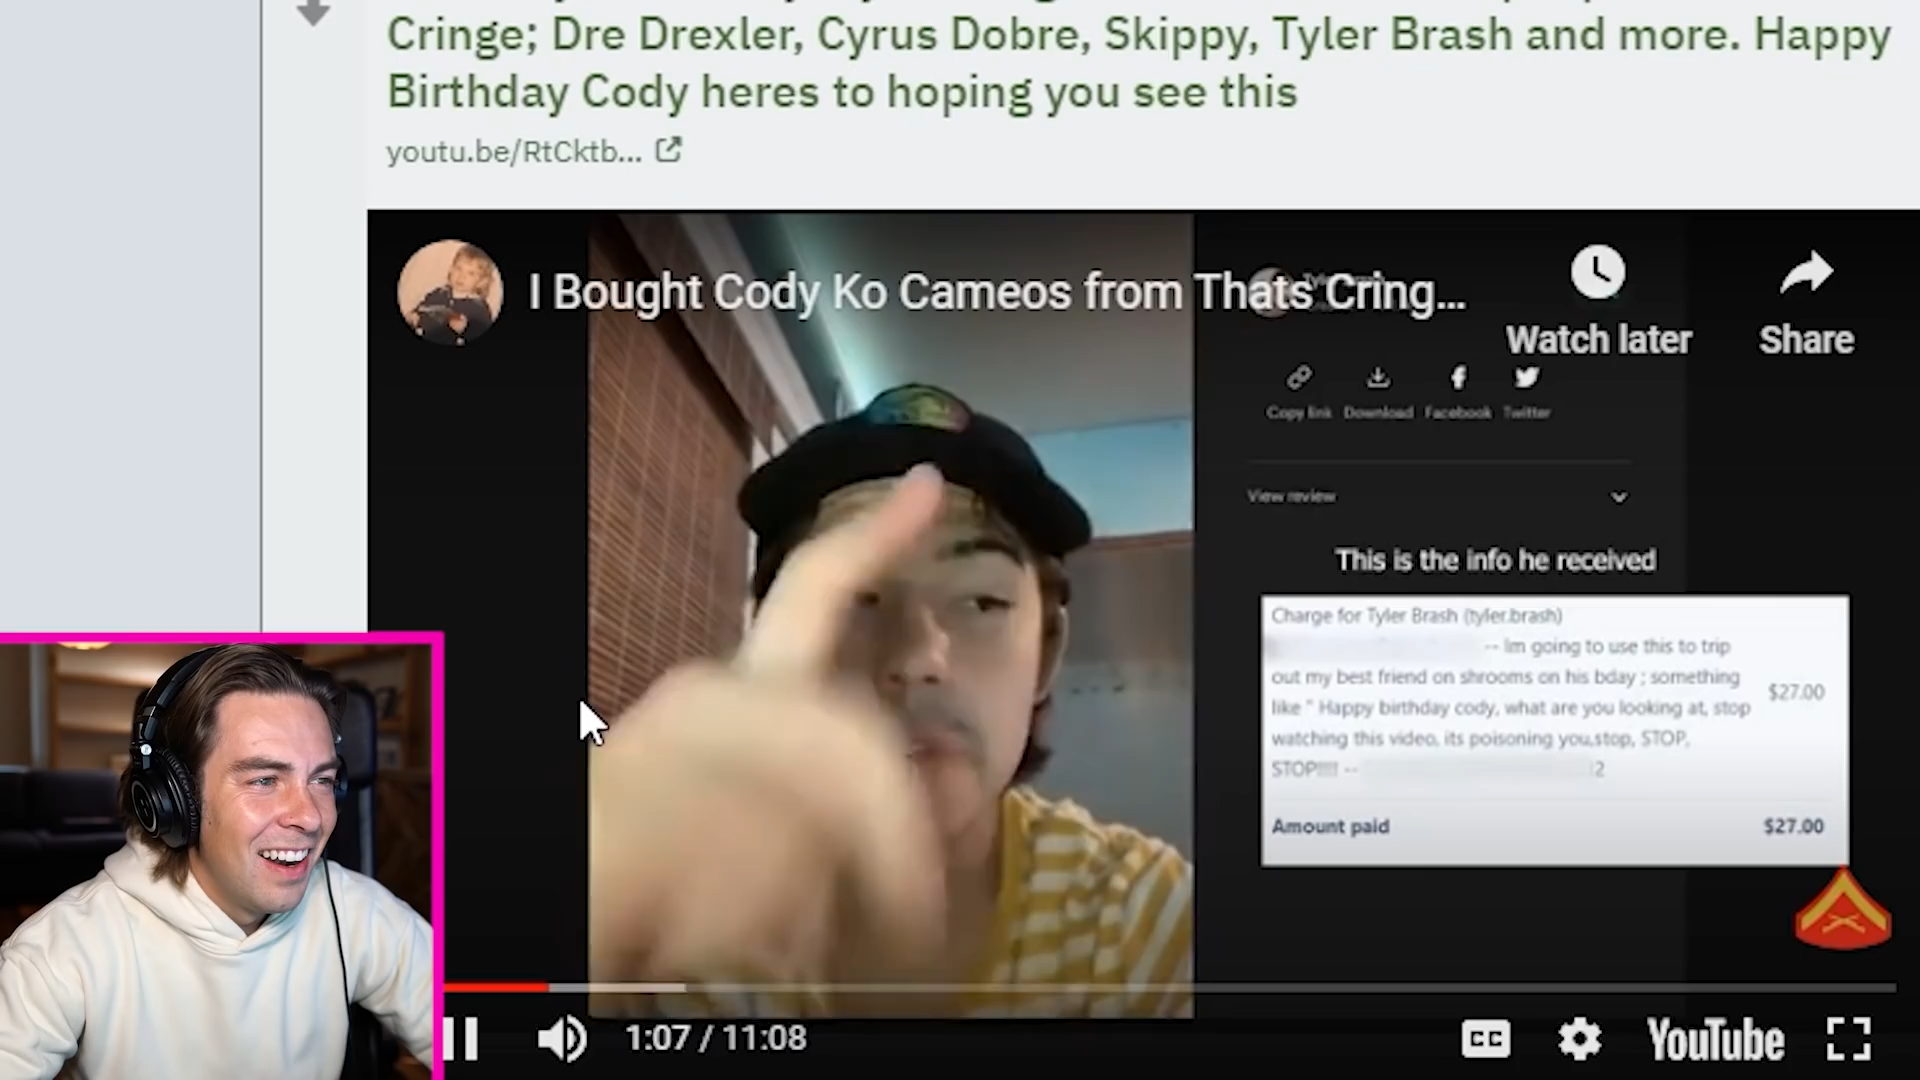 Cringe; Dre Drexler, Cyrus Dobre, Skippy, Tyler Brash and more. Happy
Birthday Cody heres to hoping you see this
youtu.be/RtCktb...
I Bought Cody Ko Cameos from Thats Cring...
Watch later
Share
Copy link Download Facebook Twitter
View review
This is the info he received
Charge for Tyler Brash (tyler.brash)
-- Im going to use this to trip
out my best friend on shrooms on his bday ; something
like " Happy birthday cody, what are you looking at, stop
watching this video, its poisoning you,stop, STOP,
STOP!!!! --
$27.00
Amount paid $27.00
1:07 / 11:08
CC
YouTube